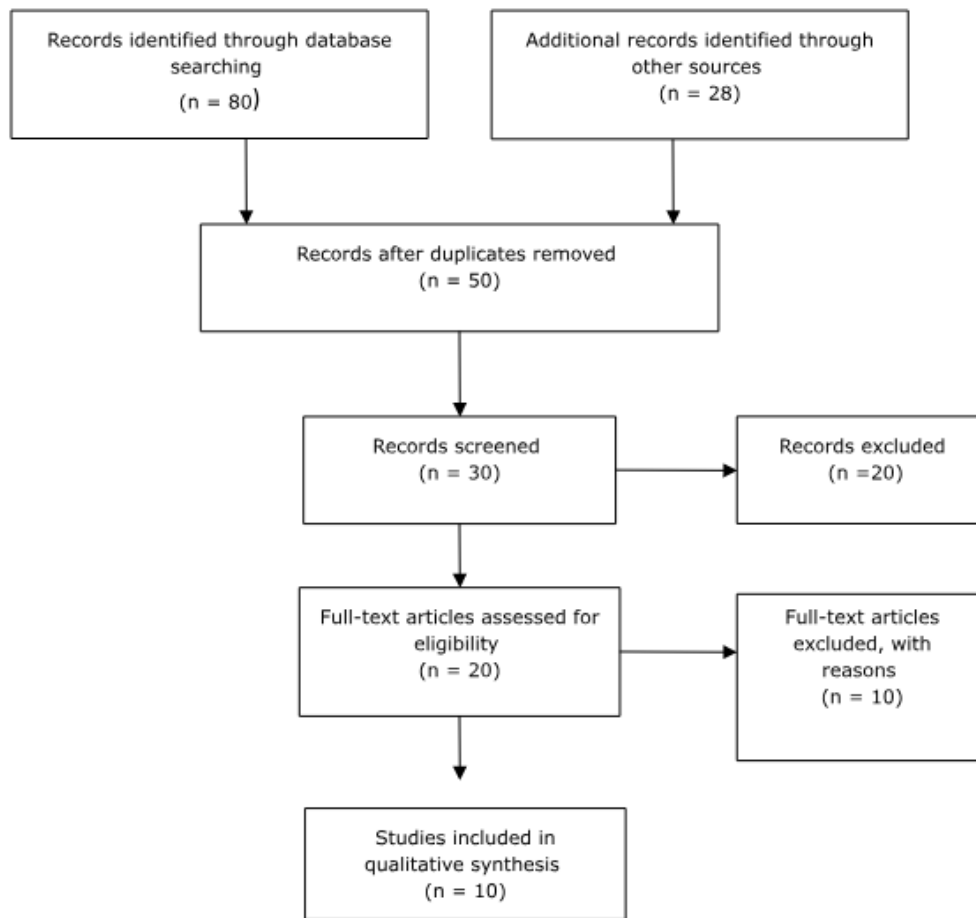 Records identified through database
searching
(n = 80)
Additional records identified through
other sources
(n = 28)
Records after duplicates removed
(n = 50)
Records screened
(n = 30)
Records excluded
(n =20)
Full-text articles assessed for
eligibility
(n = 20)
Full-text articles
excluded, with
reasons
(n = 10)
Studies included in
qualitative synthesis
(n = 10)